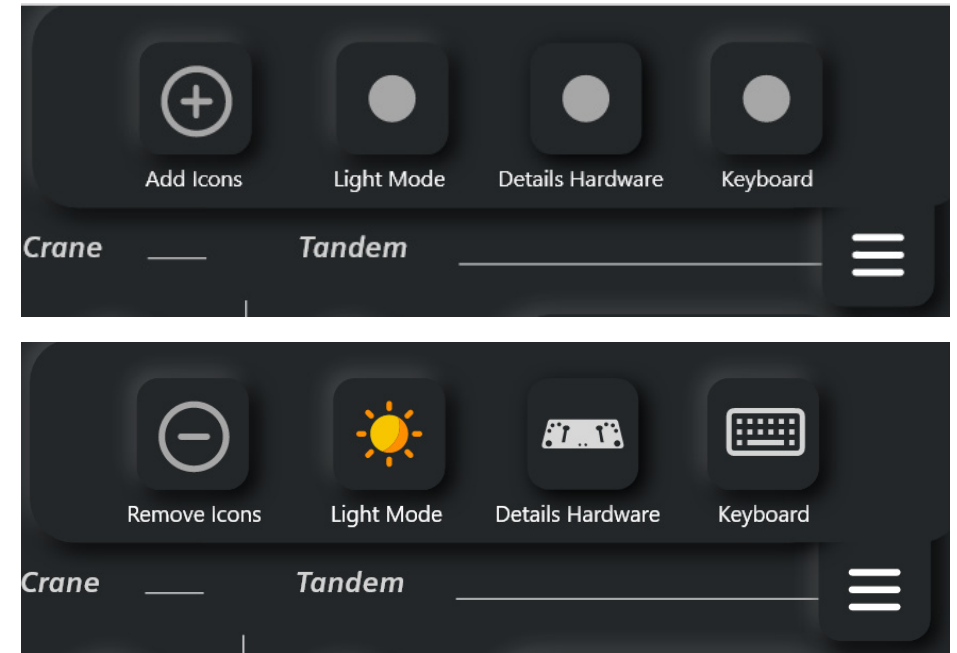 Add Icons Light Mode Details Hardware Keyboard
Crane Tandem
Remove Icons Light Mode Details Hardware Keyboard
Crane Tandem